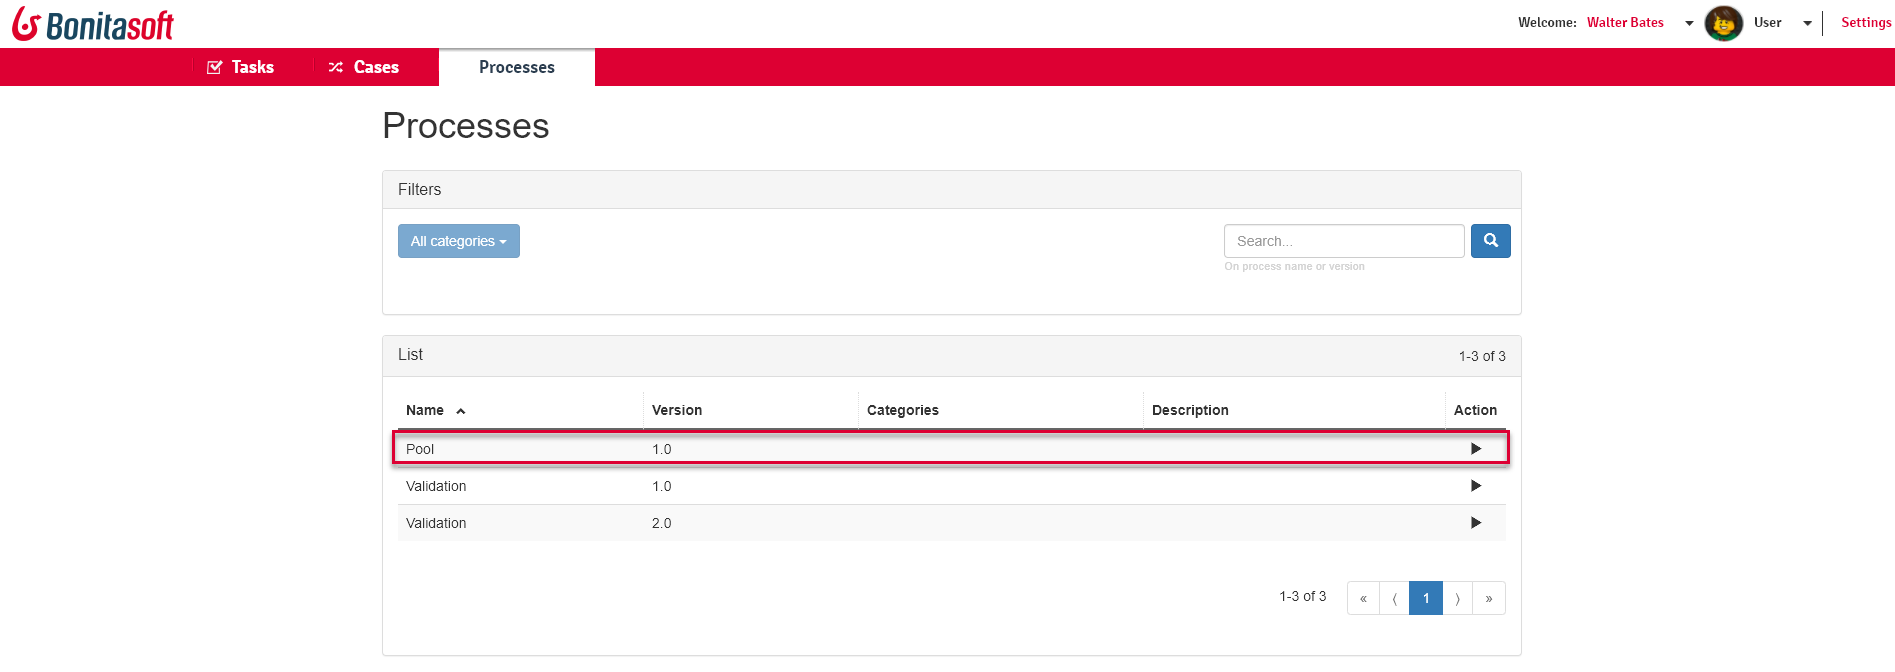 Bonitasoft
Welcome: Walter Bates User Settings
Tasks Cases Processes
Processes
Filters
All categories Search...
On process name or version
List 1-3 of 3
Name Version Categories Description Action
Pool 1.0
Validation 1.0
Validation 2.0
1-3 of 3 « ⟨ 1 ⟩ »